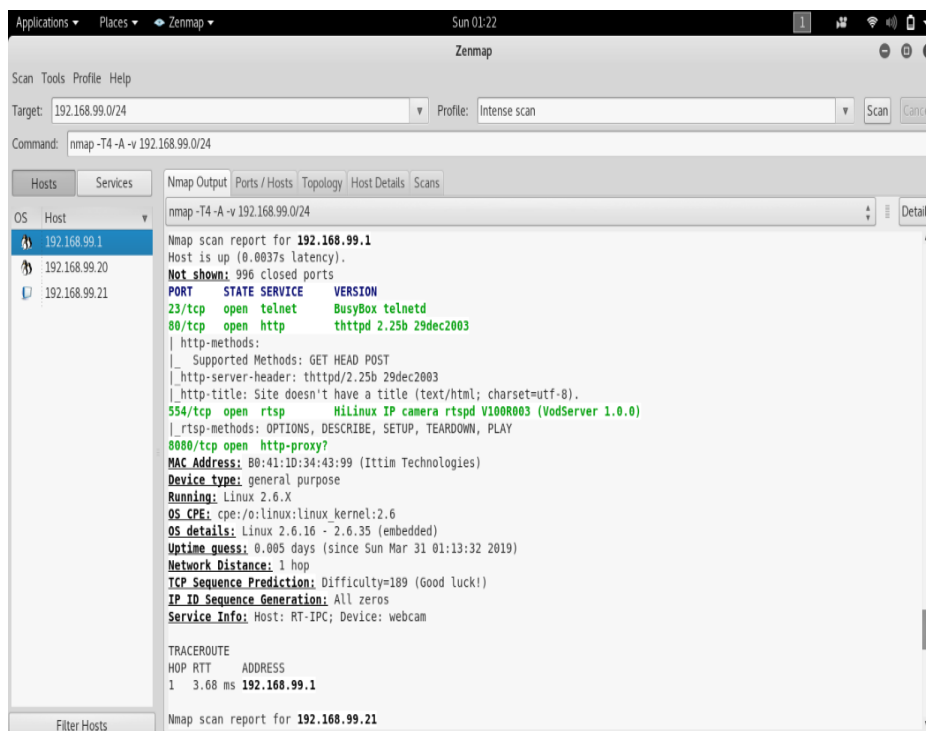 Applications Places Zenmap Sun 01:22 1
Zenmap
Scan Tools Profile Help
Target: 192.168.99.0/24 Profile: Intense scan Scan Canc
Command: nmap -T4 -A -v 192.168.99.0/24
Hosts Services
Nmap Output Ports / Hosts Topology Host Details Scans
OS Host
nmap -T4 -A -v 192.168.99.0/24 Detail
192.168.99.1
192.168.99.20
192.168.99.21
Nmap scan report for 192.168.99.1
Host is up (0.0037s latency).
Not shown: 996 closed ports
PORT STATE SERVICE VERSION
23/tcp open telnet BusyBox telnetd
80/tcp open http thttpd 2.25b 29dec2003
| http-methods:
|_ Supported Methods: GET HEAD POST
|_http-server-header: thttpd/2.25b 29dec2003
|_http-title: Site doesn't have a title (text/html; charset=utf-8).
554/tcp open rtsp HiLinux IP camera rtspd V100R003 (VodServer 1.0.0)
|_rtsp-methods: OPTIONS, DESCRIBE, SETUP, TEARDOWN, PLAY
8080/tcp open http-proxy?
MAC Address: B0:41:1D:34:43:99 (Ittim Technologies)
Device type: general purpose
Running: Linux 2.6.X
OS CPE: cpe:/o:linux:linux_kernel:2.6
OS details: Linux 2.6.16 - 2.6.35 (embedded)
Uptime guess: 0.005 days (since Sun Mar 31 01:13:32 2019)
Network Distance: 1 hop
TCP Sequence Prediction: Difficulty=189 (Good luck!)
IP ID Sequence Generation: All zeros
Service Info: Host: RT-IPC; Device: webcam
TRACEROUTE
HOP RTT ADDRESS
1 3.68 ms 192.168.99.1
Nmap scan report for 192.168.99.21
Filter Hosts